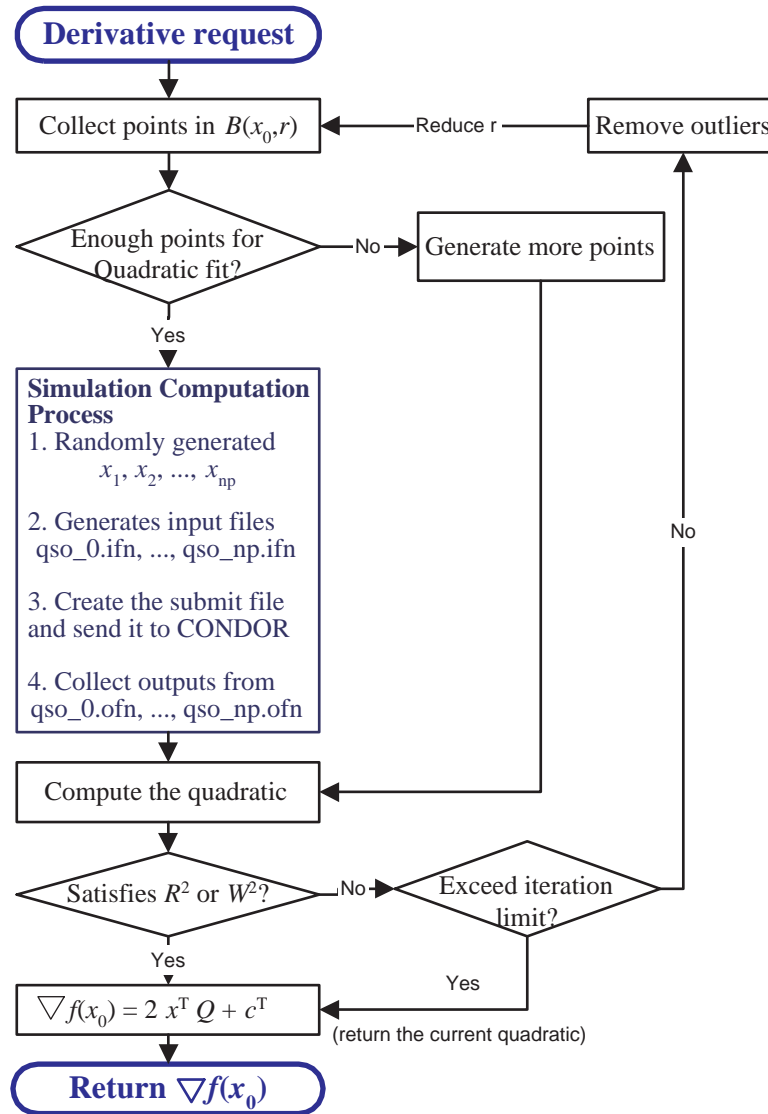 Derivative request
Collect points in B(x₀,r)
Reduce r
Remove outliers
Enough points for
Quadratic fit?
No
Generate more points
Yes
Simulation Computation
Process
1. Randomly generated
x₁, x₂, ..., xₙₚ
2. Generates input files
qso_0.ifn, ..., qso_np.ifn
3. Create the submit file
and send it to CONDOR
4. Collect outputs from
qso_0.ofn, ..., qso_np.ofn
No
Compute the quadratic
Satisfies R² or W²?
No
Exceed iteration
limit?
Yes
Yes
▽f(x₀) = 2 xᵀ Q + cᵀ
(return the current quadratic)
Return ▽f(x₀)